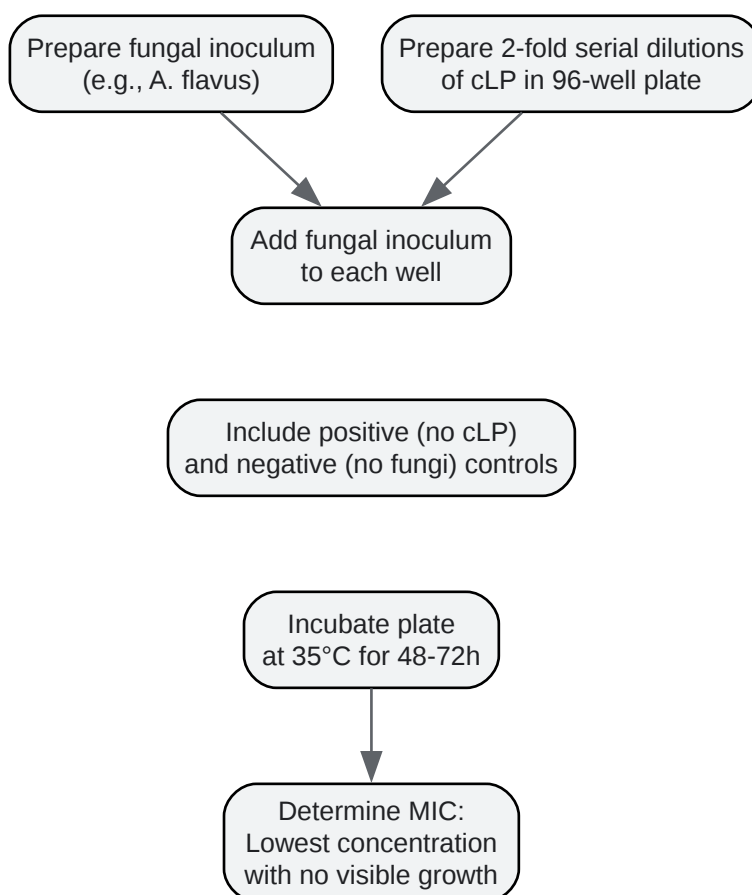 Prepare fungal inoculum
(e.g., A. flavus)
Prepare 2-fold serial dilutions
of cLP in 96-well plate
Add fungal inoculum
to each well
Include positive (no cLP)
and negative (no fungi) controls
Incubate plate
at 35°C for 48-72h
Determine MIC:
Lowest concentration
with no visible growth